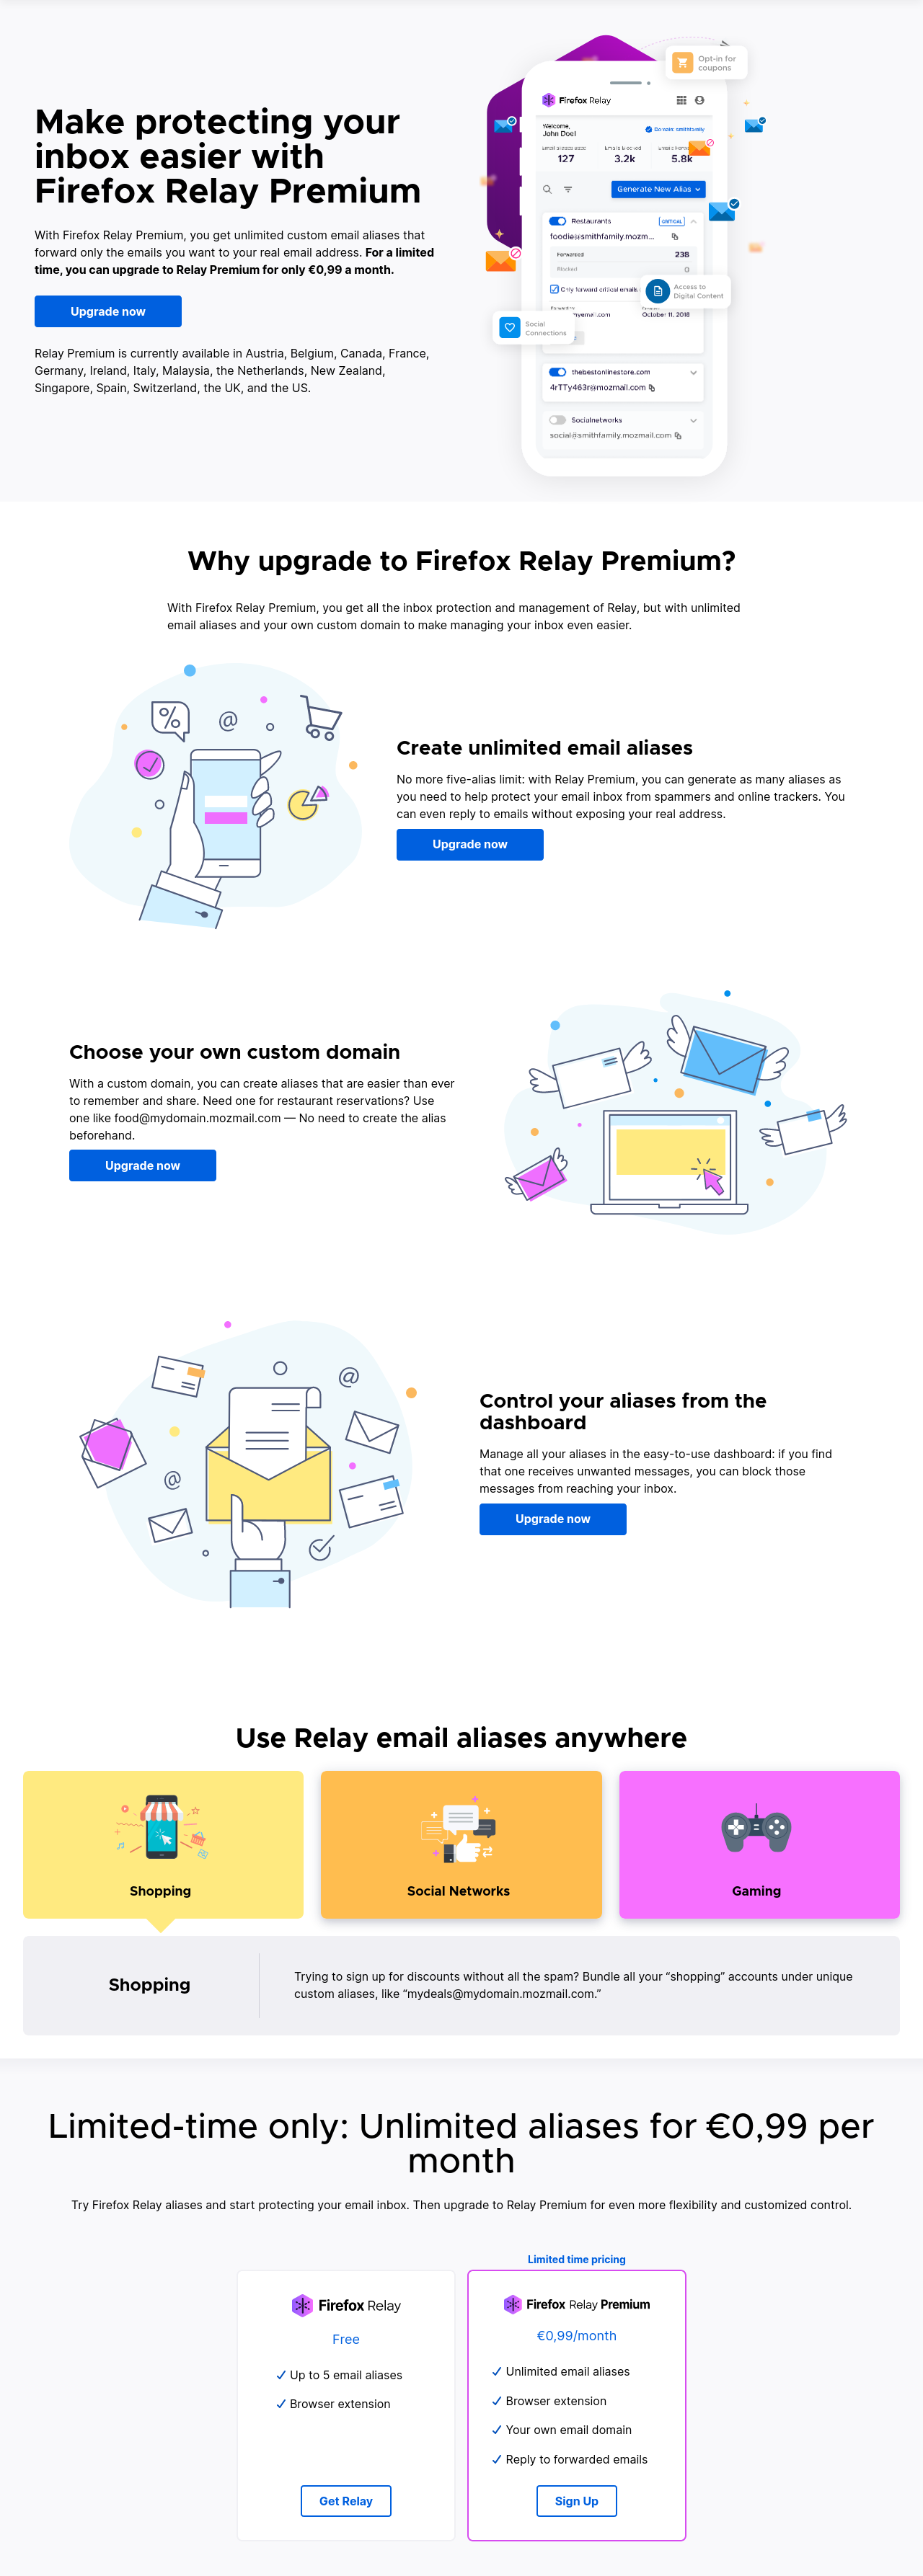 Make protecting your
inbox easier with
Firefox Relay Premium
With Firefox Relay Premium, you get unlimited custom email aliases that
forward only the emails you want to your real email address. For a limited
time, you can upgrade to Relay Premium for only €0,99 a month.
Upgrade now
Relay Premium is currently available in Austria, Belgium, Canada, France,
Germany, Ireland, Italy, Malaysia, the Netherlands, New Zealand,
Singapore, Spain, Switzerland, the UK, and the US.
Opt-in for
coupons
Firefox Relay
Welcome,
John Doe!
Domain: smithfamily
Email aliases used
Emails Blocked
127
3.2k
5.8k
Generate New Alias
Restaurants
CRITICAL
foodie@smithfamily.mozm...
Forwarded
238
Blocked
0
Only forward critical emails
Access to
Digital Content
October 11, 2018
Social
Connections
thebestonlinestore.com
4rTTy463r@mozmail.com
Socialnetworks
social@smithfamily.mozmail.com
Why upgrade to Firefox Relay Premium?
With Firefox Relay Premium, you get all the inbox protection and management of Relay, but with unlimited
email aliases and your own custom domain to make managing your inbox even easier.
Create unlimited email aliases
No more five-alias limit: with Relay Premium, you can generate as many aliases as
you need to help protect your email inbox from spammers and online trackers. You
can even reply to emails without exposing your real address.
Upgrade now
Choose your own custom domain
With a custom domain, you can create aliases that are easier than ever
to remember and share. Need one for restaurant reservations? Use
one like food@mydomain.mozmail.com — No need to create the alias
beforehand.
Upgrade now
Control your aliases from the
dashboard
Manage all your aliases in the easy-to-use dashboard: if you find
that one receives unwanted messages, you can block those
messages from reaching your inbox.
Upgrade now
Use Relay email aliases anywhere
Shopping
Social Networks
Gaming
Shopping
Trying to sign up for discounts without all the spam? Bundle all your “shopping” accounts under unique
custom aliases, like “mydeals@mydomain.mozmail.com.”
Limited-time only: Unlimited aliases for €0,99 per
month
Try Firefox Relay aliases and start protecting your email inbox. Then upgrade to Relay Premium for even more flexibility and customized control.
Firefox Relay
Free
Up to 5 email aliases
Browser extension
Get Relay
Limited time pricing
Firefox Relay Premium
€0,99/month
Unlimited email aliases
Browser extension
Your own email domain
Reply to forwarded emails
Sign Up